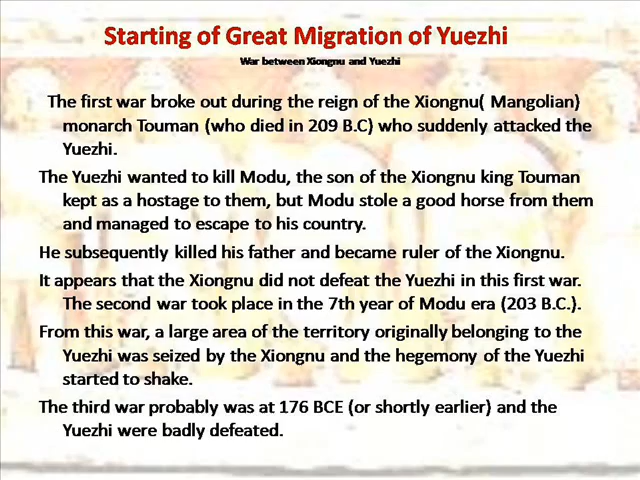 Starting of Great Migration of Yuezhi
War between Xiongnu and Yuezhi
The first war broke out during the reign of the Xiongnu( Mangolian)
monarch Touman (who died in 209 B.C) who suddenly attacked the
Yuezhi.
The Yuezhi wanted to kill Modu, the son of the Xiongnu king Touman
kept as a hostage to them, but Modu stole a good horse from them
and managed to escape to his country.
He subsequently killed his father and became ruler of the Xiongnu.
It appears that the Xiongnu did not defeat the Yuezhi in this first war.
The second war took place in the 7th year of Modu era (203 B.C.).
From this war, a large area of the territory originally belonging to the
Yuezhi was seized by the Xiongnu and the hegemony of the Yuezhi
started to shake.
The third war probably was at 176 BCE (or shortly earlier) and the
Yuezhi were badly defeated.